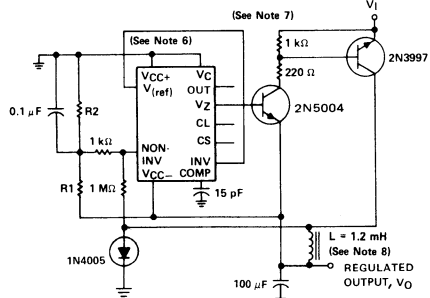 (See Note 7)
VI
(See Note 6)
1 kΩ
2N3997
220 Ω
VCC+
VC
V(ref)
OUT
VZ
2N5004
0.1 μF
R2
CL
CS
1 kΩ
NON-
INV
INV
VCC−
COMP
R1
1 MΩ
15 pF
1N4005
L = 1.2 mH
(See Note 8)
100 μF
REGULATED
OUTPUT, VO